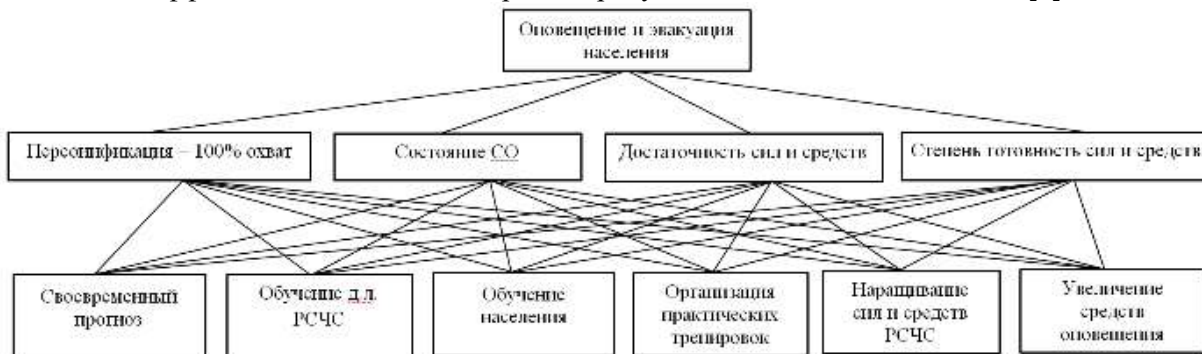 Оповещение и эвакуация
населения
Персонификация – 100% охват
Состояние СО
Достаточность сил и средств
Степень готовность сил и средств
Своевременный
прогноз
Обучение д.л.
РСЧС
Обучение
населения
Организация
практических
тренировок
Наращивание
сил и средств
РСЧС
Увеличение
средств
оповещения